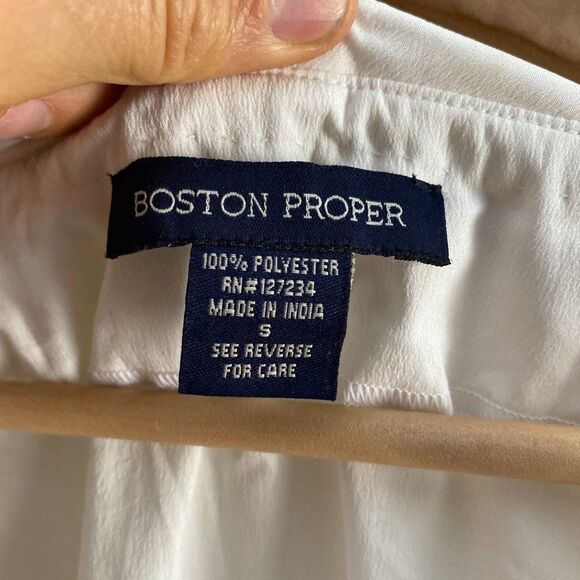 BOSTON PROPER
100% POLYESTER
RN#127234
MADE IN INDIA
S
SEE REVERSE
FOR CARE